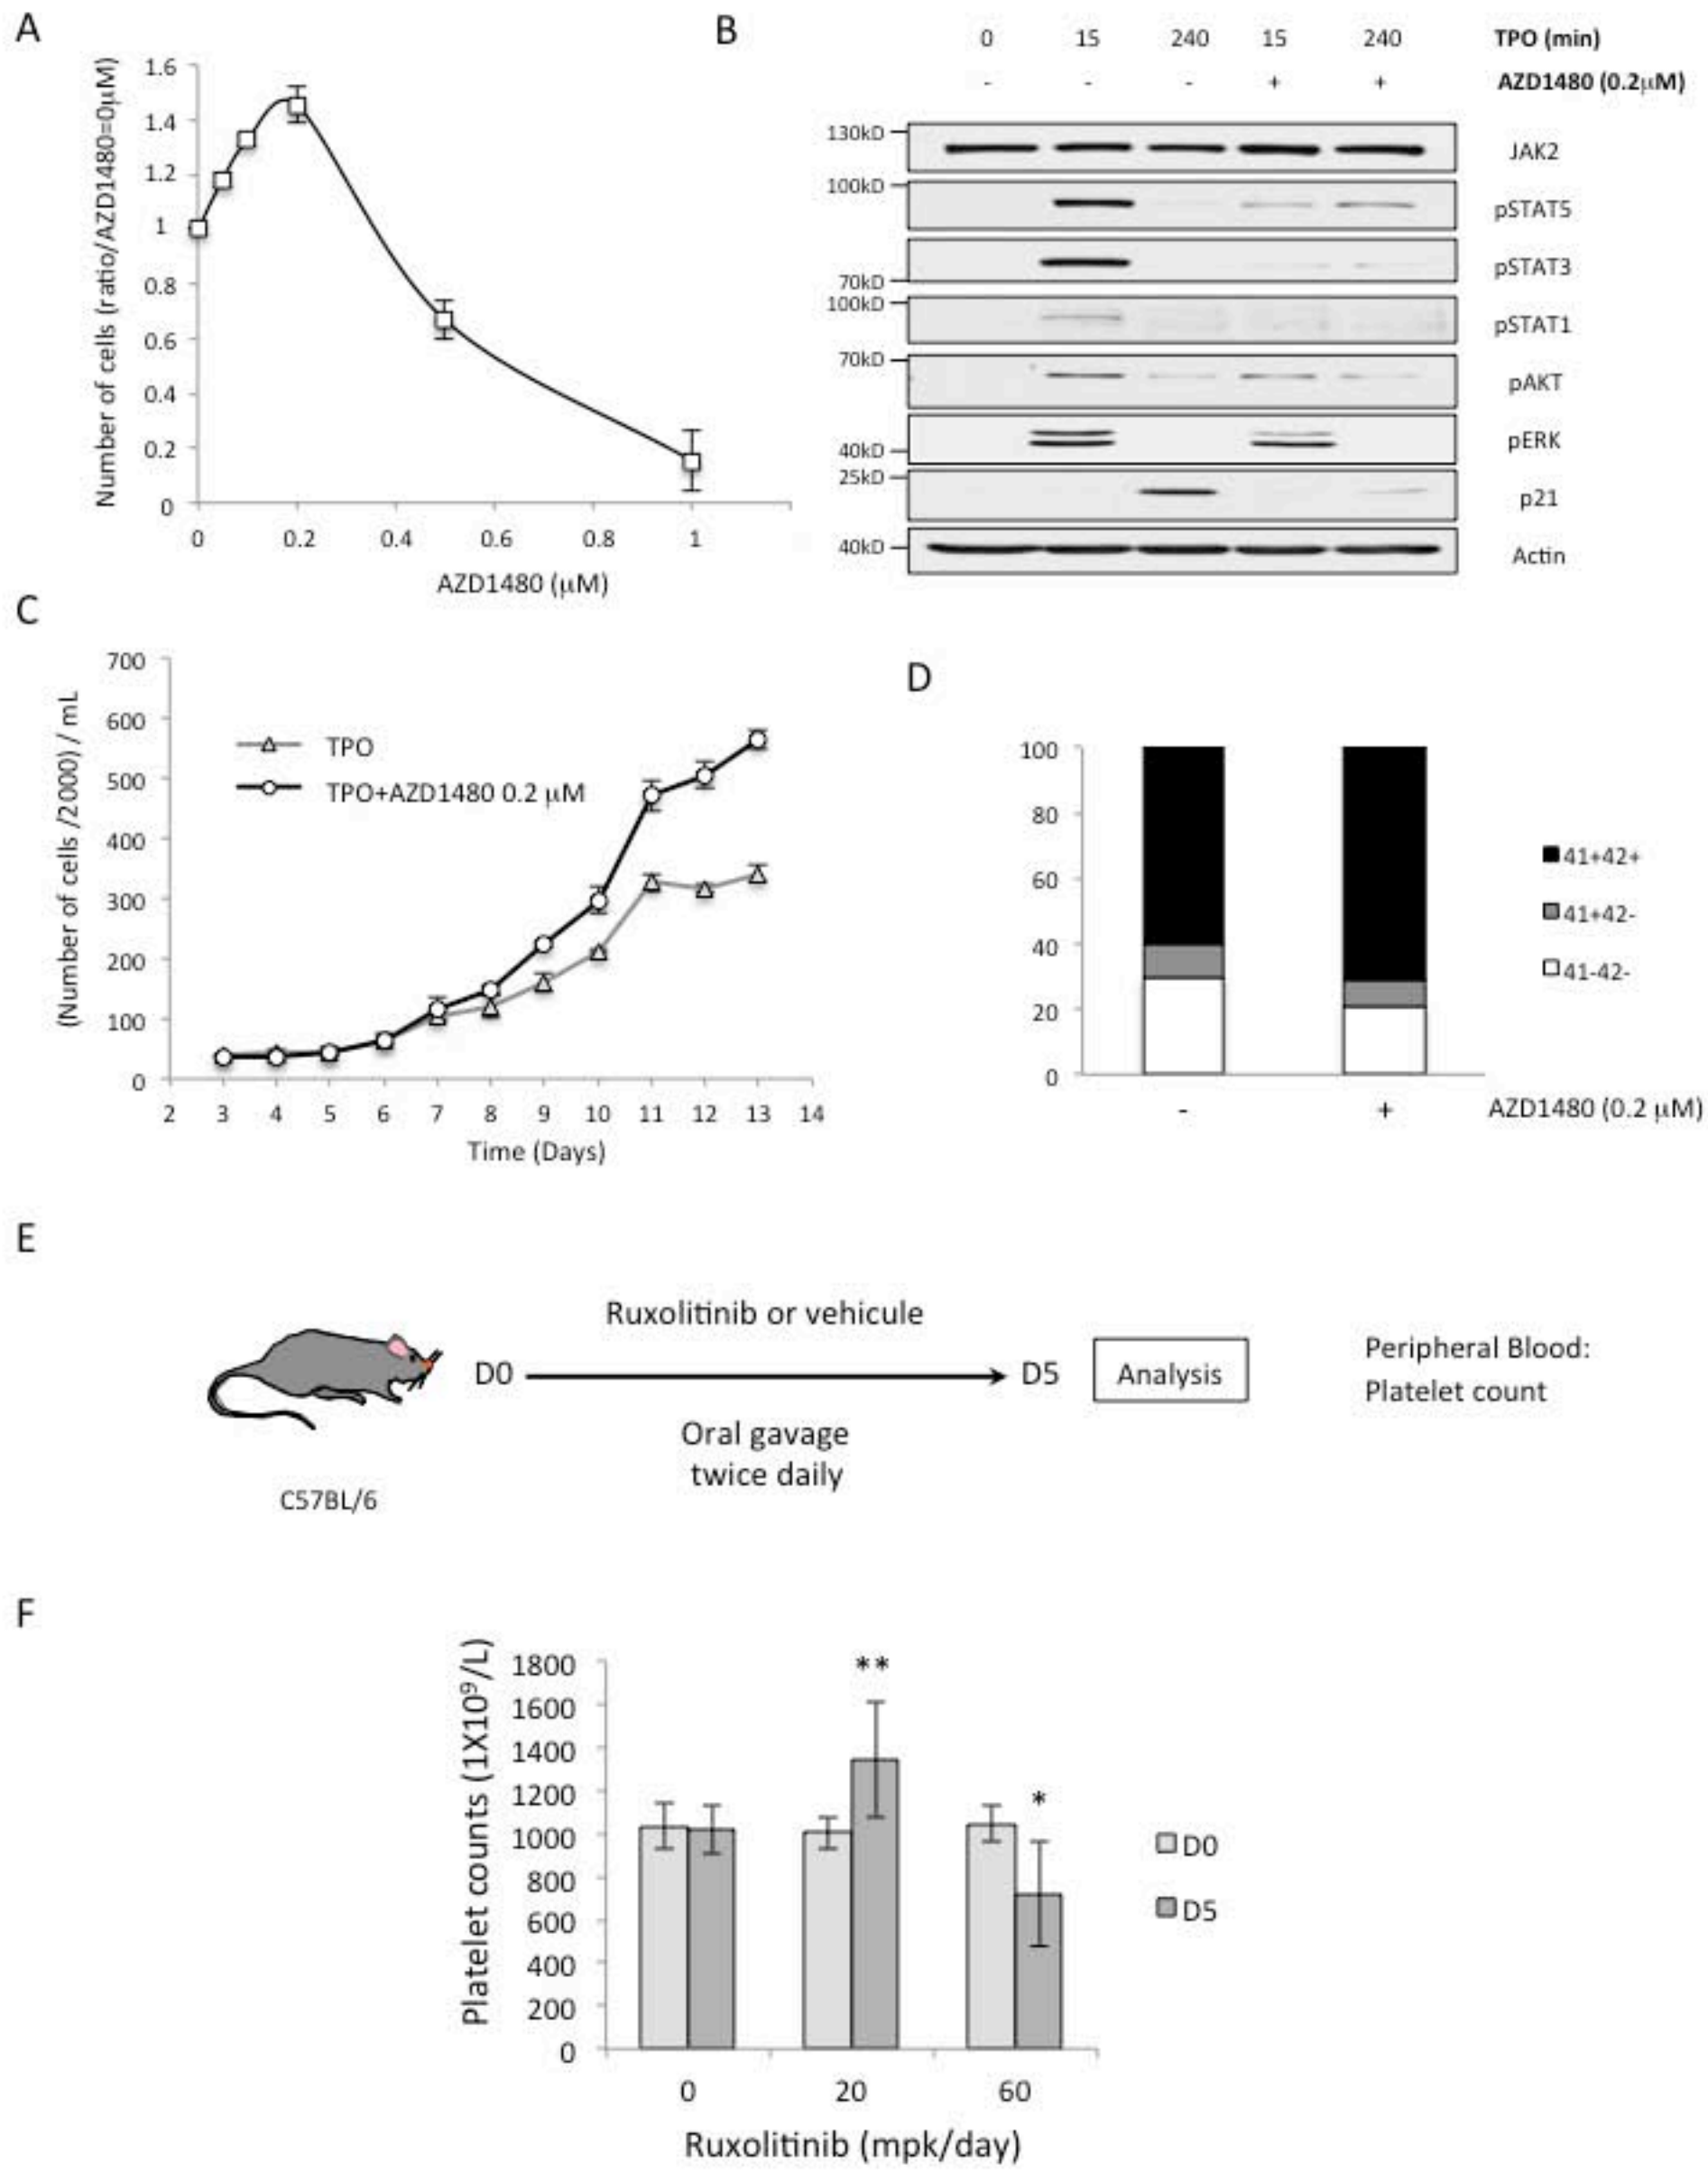 A
Number of cells (ratio/AZD1480=0μM)
1.6
1.4
1.2
1
0.8
0.6
0.4
0.2
0
0 0.2 0.4 0.6 0.8 1
AZD1480 (μM)
B
0 15 240 15 240 TPO (min)
- - - + + AZD1480 (0.2μM)
130kD JAK2
100kD pSTAT5
70kD pSTAT3
100kD pSTAT1
70kD pAKT
40kD pERK
25kD p21
40kD Actin
C
(Number of cells /2000) / mL
700
600
500
400
300
200
100
0
TPO
TPO+AZD1480 0.2 μM
2 3 4 5 6 7 8 9 10 11 12 13 14
Time (Days)
D
100
80
60
40
20
0
41+42+
41+42-
41-42-
- + AZD1480 (0.2 μM)
E
C57BL/6
Ruxolitinib or vehicule
D0 D5
Oral gavage
twice daily
Analysis
Peripheral Blood:
Platelet count
F
Platelet counts (1X10⁹/L)
1800
1600
1400
1200
1000
800
600
400
200
0
**
*
D0
D5
0 20 60
Ruxolitinib (mpk/day)